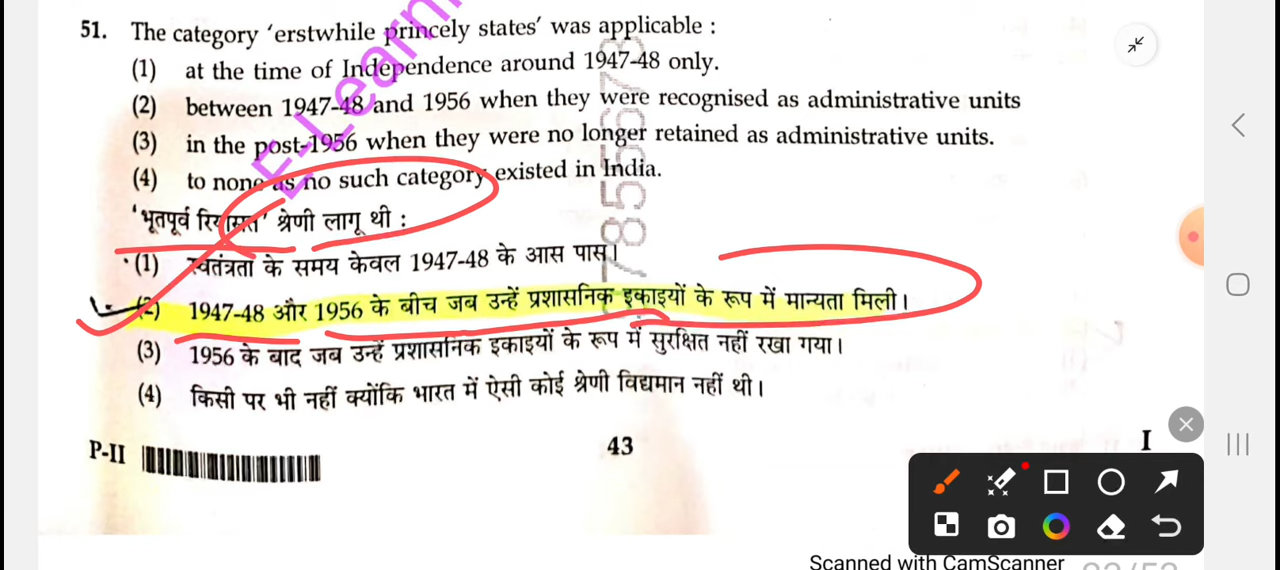 51. The category 'erstwhile princely states' was applicable :
(1) at the time of Independence around 1947-48 only.
(2) between 1947-48 and 1956 when they were recognised as administrative units
(3) in the post-1956 when they were no longer retained as administrative units.
(4) to none as no such category existed in India.
'भूतपूर्व रियासत' श्रेणी लागू थी :
(1) स्वतंत्रता के समय केवल 1947-48 के आस पास।
(2) 1947-48 और 1956 के बीच जब उन्हें प्रशासनिक इकाइयों के रूप में मान्यता मिली।
(3) 1956 के बाद जब उन्हें प्रशासनिक इकाइयों के रूप में सुरक्षित नहीं रखा गया।
(4) किसी पर भी नहीं क्योंकि भारत में ऐसी कोई श्रेणी विद्यमान नहीं थी।
E-Learni
P-II
43
I
Scanned with CamScanner